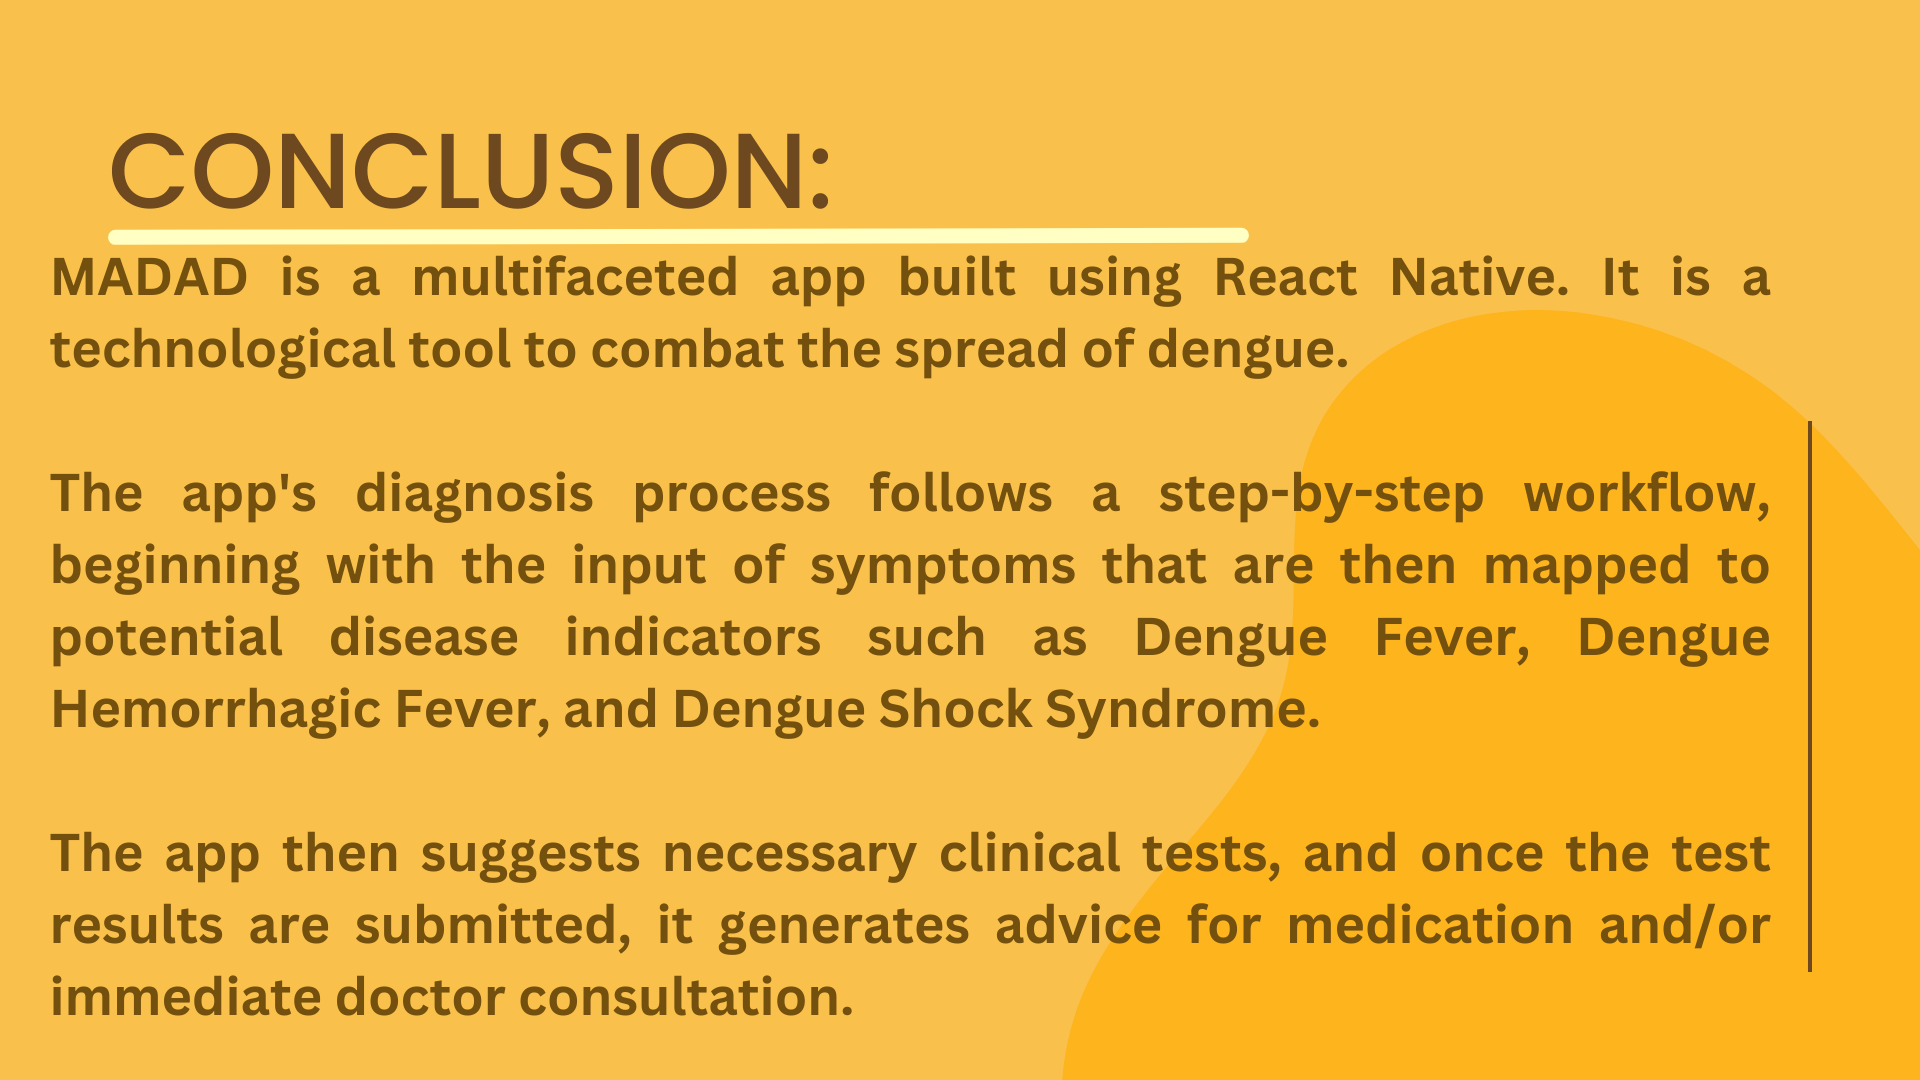 CONCLUSION:
MADAD is a multifaceted app built using React Native. It is a
technological tool to combat the spread of dengue.
The app's diagnosis process follows a step-by-step workflow,
beginning with the input of symptoms that are then mapped to
potential disease indicators such as Dengue Fever, Dengue
Hemorrhagic Fever, and Dengue Shock Syndrome.
The app then suggests necessary clinical tests, and once the test
results are submitted, it generates advice for medication and/or
immediate doctor consultation.